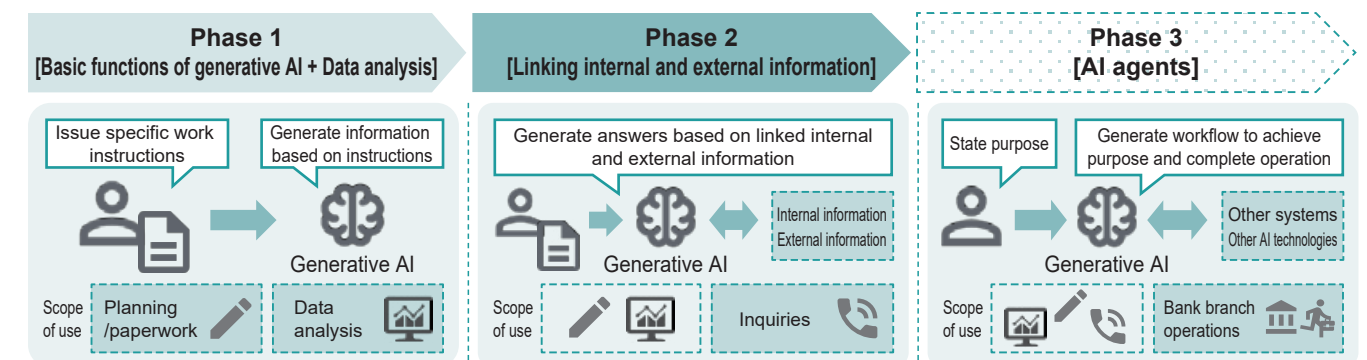 Phase 1
[Basic functions of generative AI + Data analysis]
Issue specific work
instructions
Generate information
based on instructions
Generative AI
Scope
of use
Planning
/paperwork
Data
analysis
Phase 2
[Linking internal and external information]
Generate answers based on linked internal
and external information
Internal information
External information
Generative AI
Scope
of use
Inquiries
Phase 3
[AI agents]
State purpose
Generate workflow to achieve
purpose and complete operation
Other systems
Other AI technologies
Generative AI
Scope
of use
Bank branch
operations